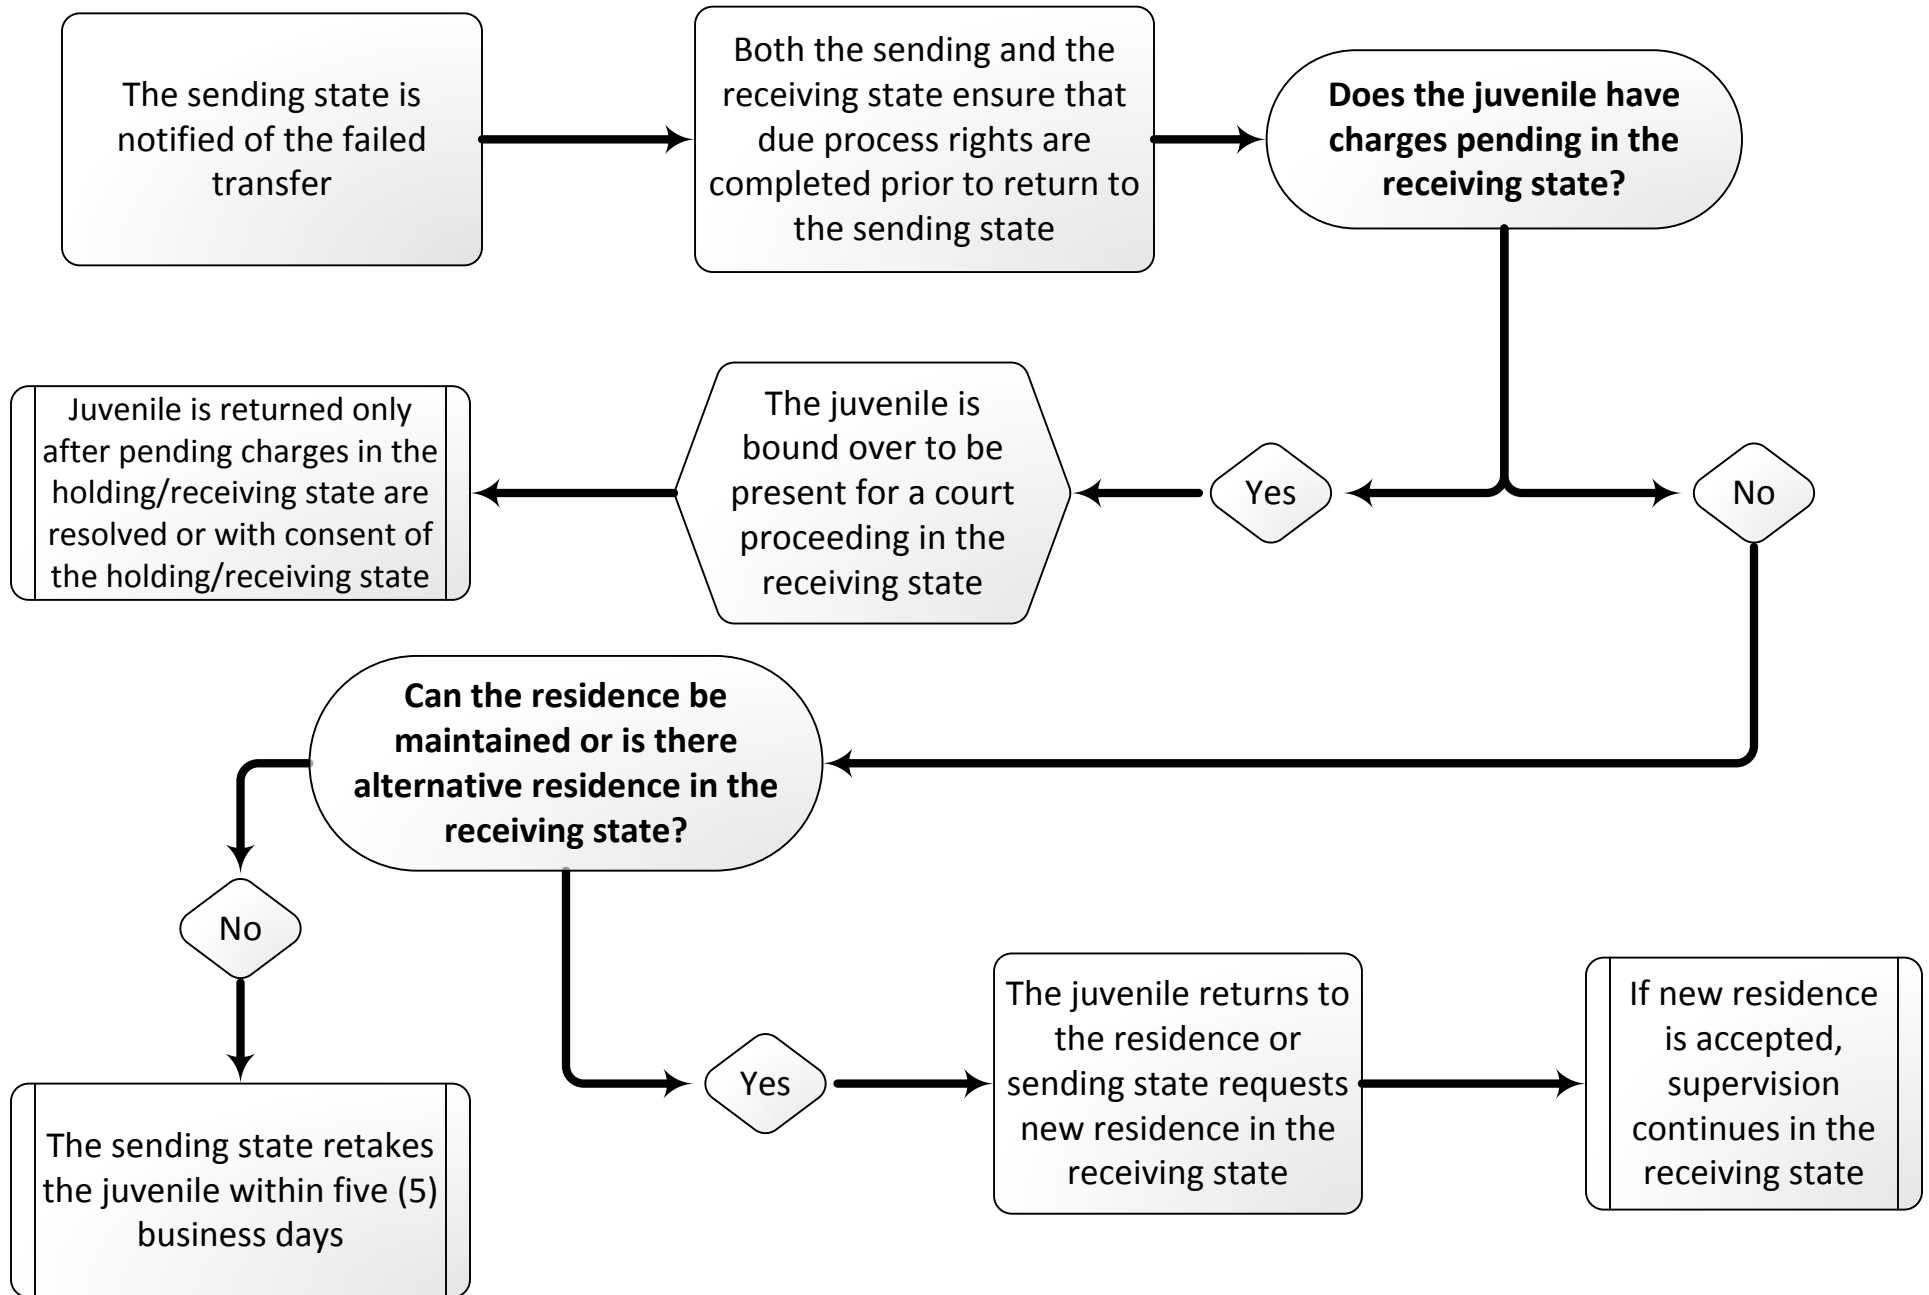 The sending state is
notified of the failed
transfer
Both the sending and the
receiving state ensure that
due process rights are
completed prior to return to
the sending state
Does the juvenile have
charges pending in the
receiving state?
Juvenile is returned only
after pending charges in the
holding/receiving state are
resolved or with consent of
the holding/receiving state
The juvenile is
bound over to be
present for a court
proceeding in the
receiving state
Yes
No
Can the residence be
maintained or is there
alternative residence in the
receiving state?
No
The sending state retakes
the juvenile within five (5)
business days
Yes
The juvenile returns to
the residence or
sending state requests
new residence in the
receiving state
If new residence
is accepted,
supervision
continues in the
receiving state